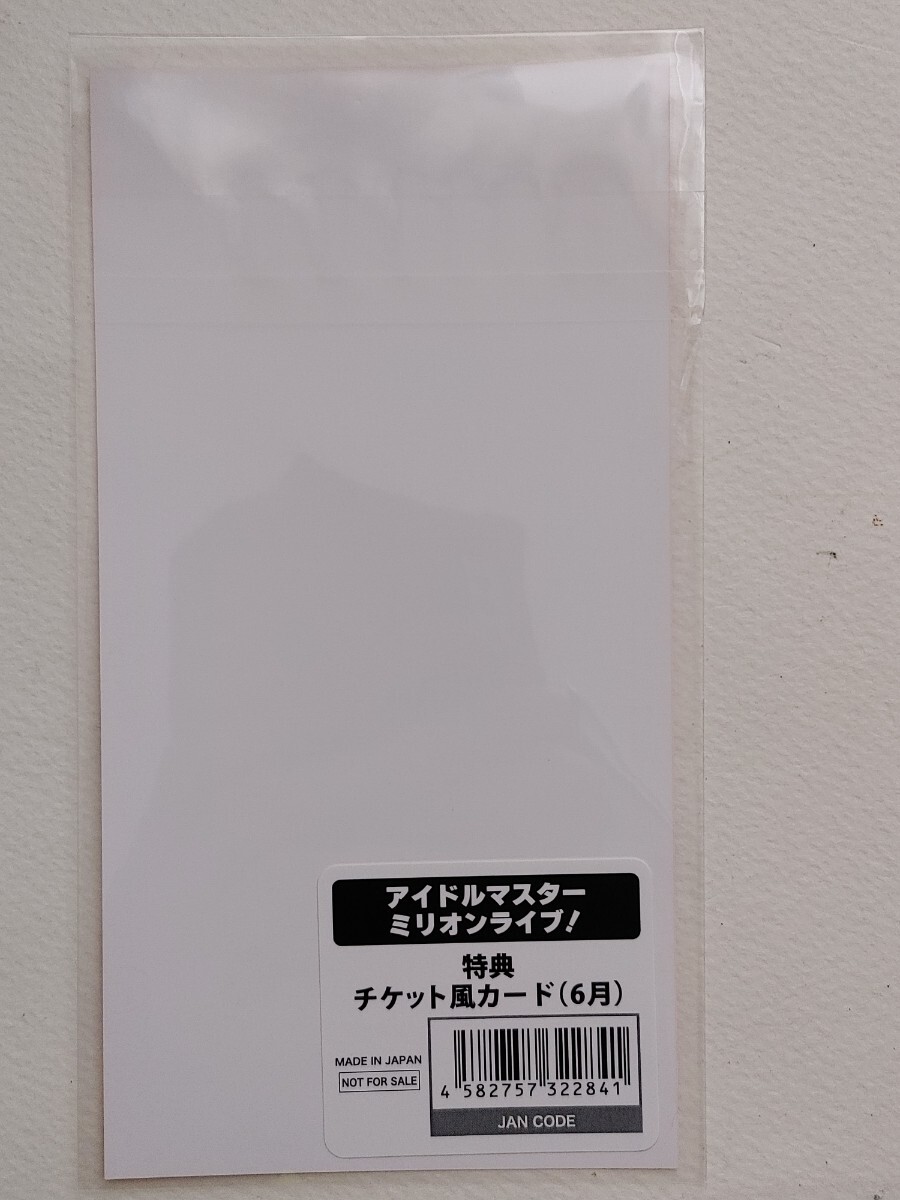 アイドルマスター
ミリオンライブ!
特典
チケット風カード(6月)
MADE IN JAPAN
NOT FOR SALE
4 582757 322841
JAN CODE